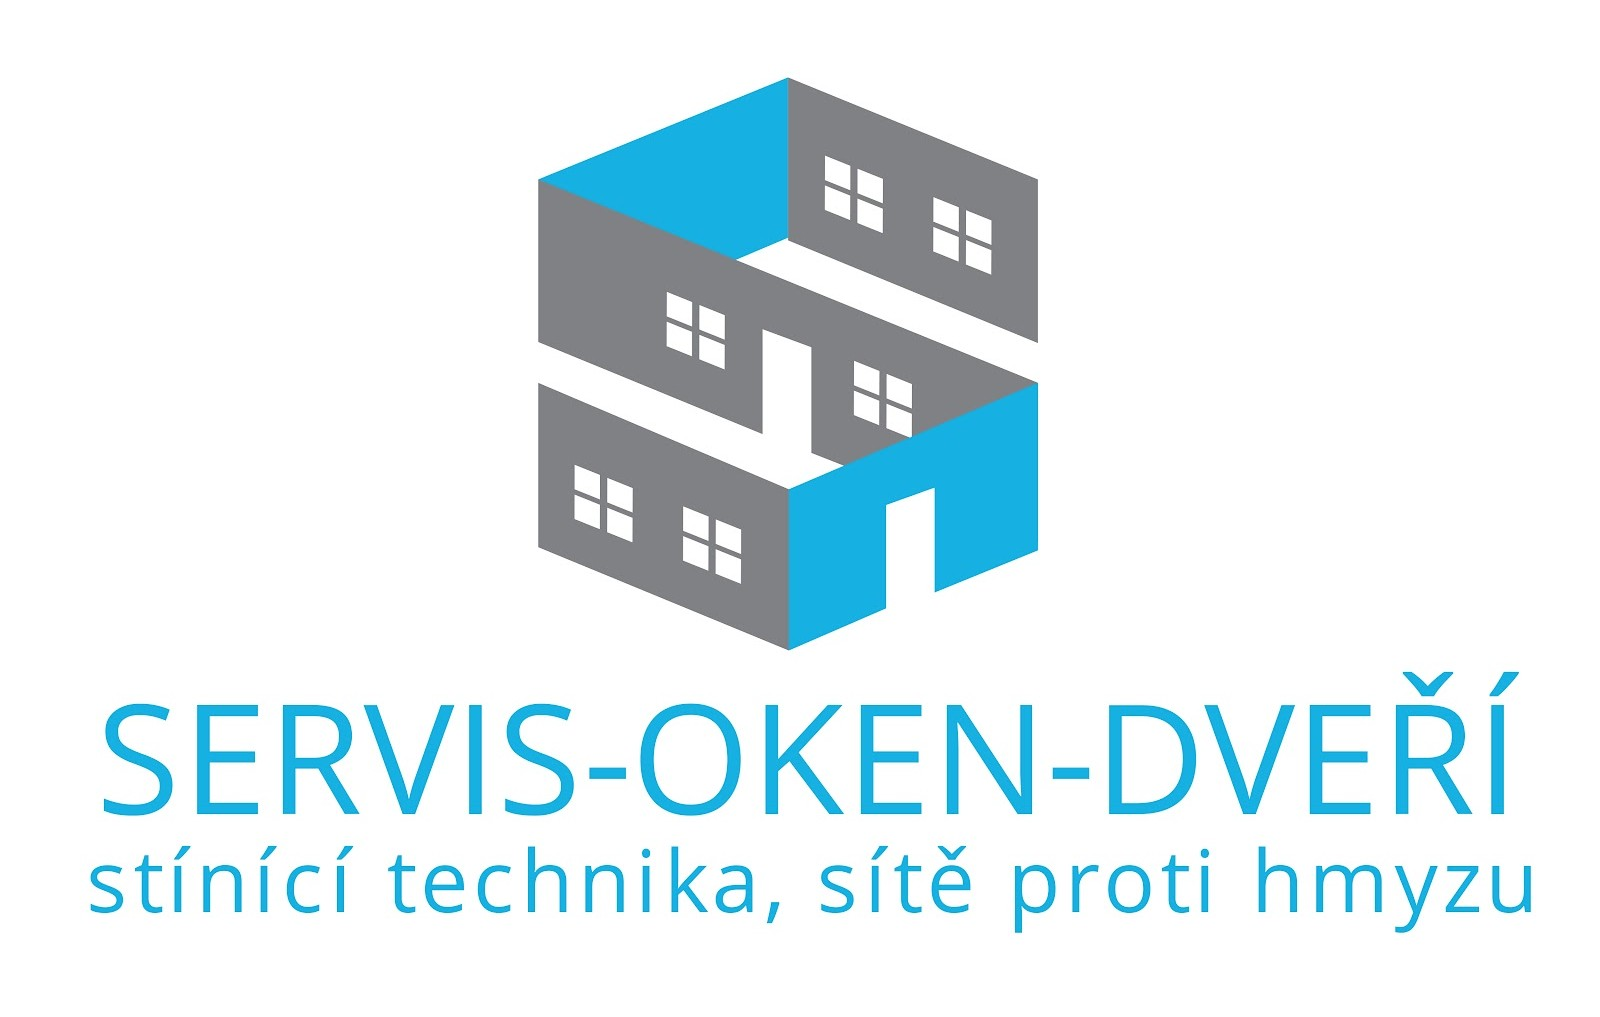 SERVIS-OKEN-DVEŘÍ
stínící technika, sítě proti hmyzu